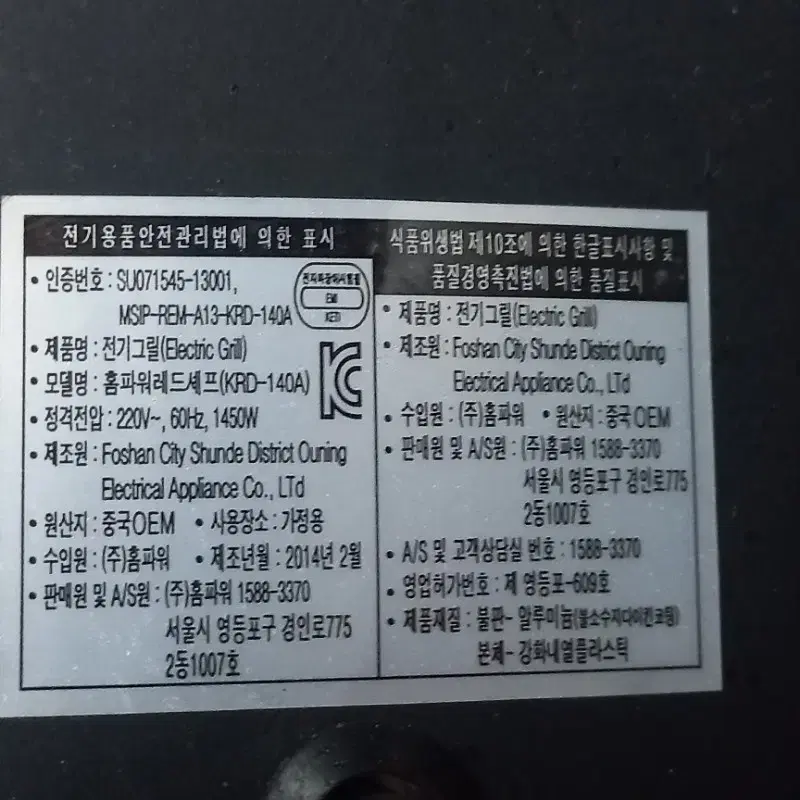 전기용품안전관리법에 의한 표시
• 인증번호 : SU071545-13001,
MSIP-REM-A13-KRD-140A
전자파장해시험필
EMI
KETI
• 제품명 : 전기그릴(Electric Grill)
• 모델명 : 홈파워레드셰프(KRD-140A)
• 정격전압 : 220V~, 60Hz, 1450W
• 제조원 : Foshan City Shunde District Ouning
Electrical Appliance Co., LTd
• 원산지 : 중국OEM • 사용장소 : 가정용
• 수입원 : (주)홈파워 • 제조년월 : 2014년 2월
• 판매원 및 A/S원 : (주)홈파워 1588-3370
서울시 영등포구 경인로775
2동1007호
식품위생법 제10조에 의한 한글표시사항 및
품질경영촉진법에 의한 품질표시
• 제품명 : 전기그릴(Electric Grill)
• 제조원 : Foshan City Shunde District Ouning
Electrical Appliance Co., LTd
• 수입원 : (주)홈파워 • 원산지 : 중국 OEM
• 판매원 및 A/S원 : (주)홈파워 1588-3370
서울시 영등포구 경인로775
2동1007호
• A/S 및 고객상담실 번호 : 1588-3370
• 영업허가번호 : 제 영등포-609호
• 제품재질 : 불판- 알루미늄(불소수지다이킨코팅)
본체- 강화내열플라스틱